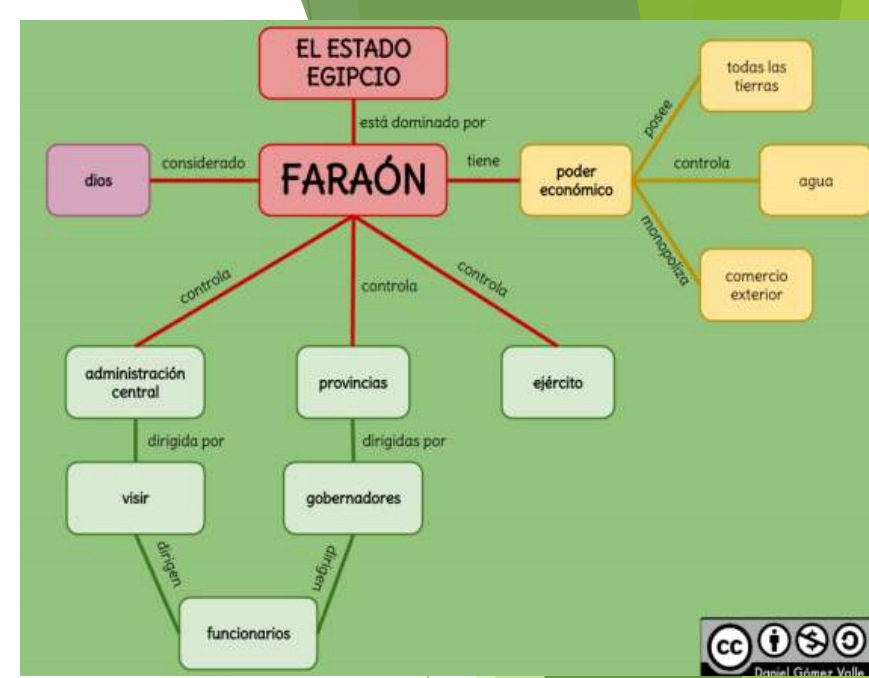 EL ESTADO
EGIPCIO
está dominado por
todas las
tierras
posee
dios
considerado
FARAÓN
tiene
poder
económico
controla
agua
monopoliza
comercio
exterior
controla
controla
controla
administración
central
provincias
ejército
dirigida por
dirigidas por
visir
gobernadores
dirigen
dirigen
funcionarios
cc
Daniel Gómez Valle